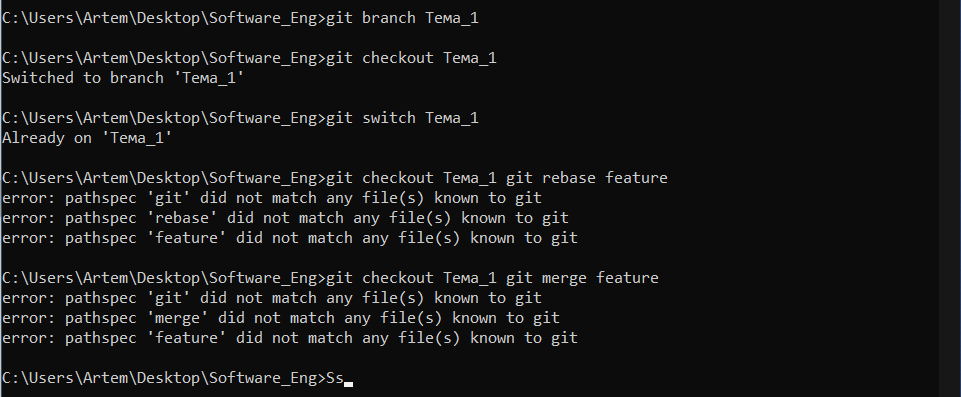 C:\Users\Artem\Desktop\Software_Eng>git branch Тема_1
C:\Users\Artem\Desktop\Software_Eng>git checkout Тема_1
Switched to branch 'Тема_1'
C:\Users\Artem\Desktop\Software_Eng>git switch Тема_1
Already on 'Тема_1'
C:\Users\Artem\Desktop\Software_Eng>git checkout Тема_1 git rebase feature
error: pathspec 'git' did not match any file(s) known to git
error: pathspec 'rebase' did not match any file(s) known to git
error: pathspec 'feature' did not match any file(s) known to git
C:\Users\Artem\Desktop\Software_Eng>git checkout Тема_1 git merge feature
error: pathspec 'git' did not match any file(s) known to git
error: pathspec 'merge' did not match any file(s) known to git
error: pathspec 'feature' did not match any file(s) known to git
C:\Users\Artem\Desktop\Software_Eng>Ss